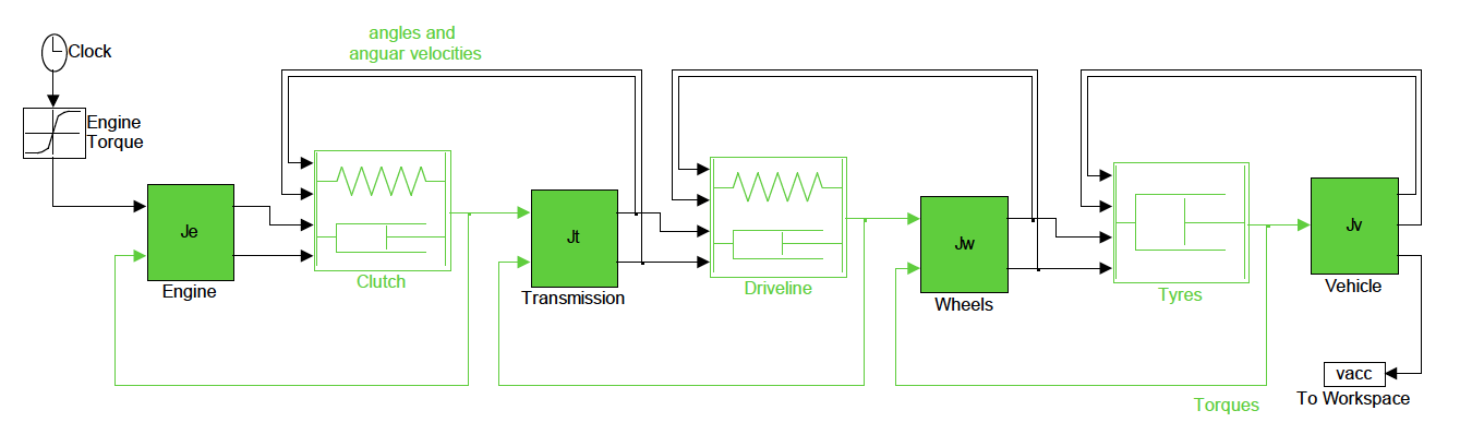 angles and
anguar velocities
Clock
Engine
Torque
Je
Engine
Clutch
Jt
Transmission
Driveline
Jw
Wheels
Tyres
Jv
Vehicle
vacc
To Workspace
Torques